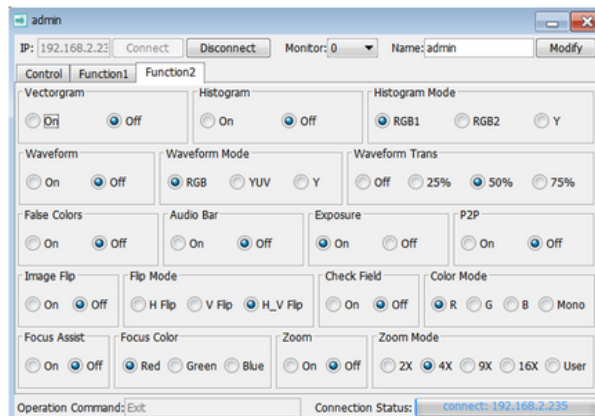 admin
IP: 192.168.2.23 Connect Disconnect Monitor: 0 Name: admin Modify
Control Function1 Function2
Vectorgram Histogram Histogram Mode
On Off On Off RGB1 RGB2 Y
Waveform Waveform Mode Waveform Trans
On Off RGB YUV Y Off 25% 50% 75%
False Colors Audio Bar Exposure P2P
On Off On Off On Off On Off
Image Flip Flip Mode Check Field Color Mode
On Off H Flip V Flip H_V Flip On Off R G B Mono
Focus Assist Focus Color Zoom Zoom Mode
On Off Red Green Blue On Off 2X 4X 9X 16X User
Operation Command: Exit Connection Status: connect: 192.168.2.235